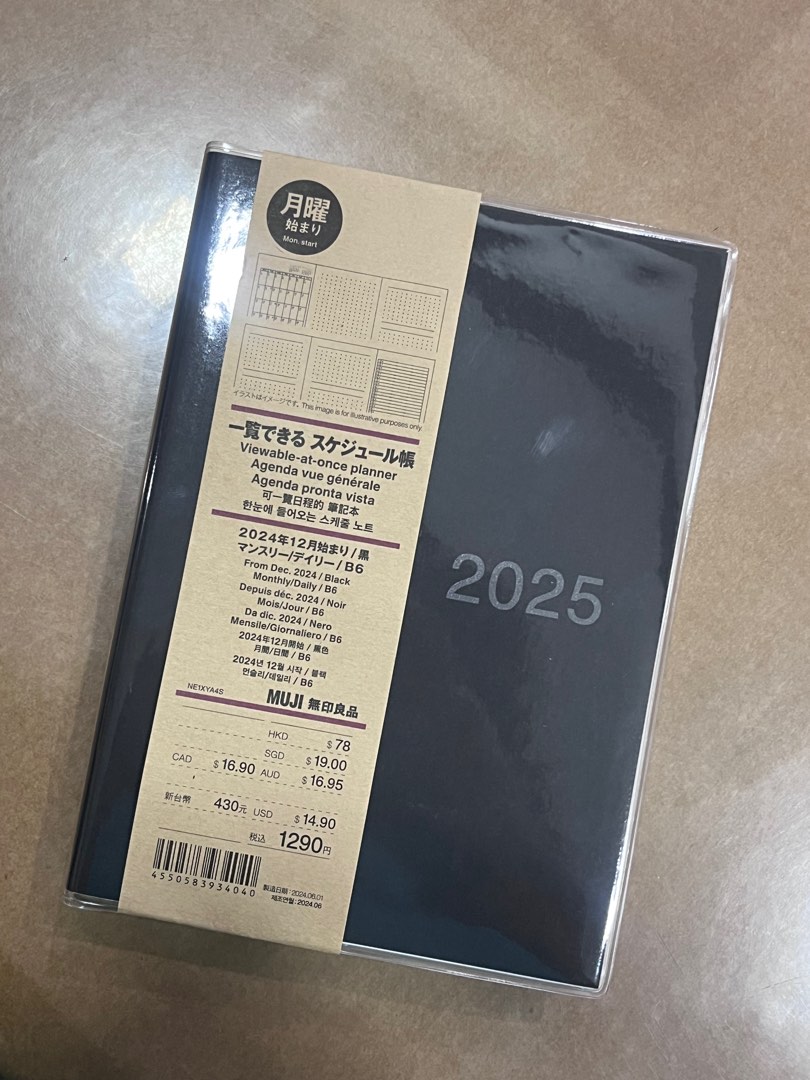 月曜
始まり
Mon. start
イラストはイメージです。This image is for illustrative purposes only.
一覧できる スケジュール帳
Viewable-at-once planner
Agenda vue générale
Agenda pronta vista
可一覽日程的 筆記本
한눈에 들어오는 스케줄 노트
2024年12月始まり/黒
マンスリー/デイリー/B6
From Dec. 2024 / Black
Monthly/Daily / B6
Depuis déc. 2024 / Noir
Mois/Jour / B6
Da dic. 2024 / Nero
Mensile/Giornaliero / B6
2024年12月開始 / 黑色
月間/日間 / B6
2024년 12월 시작 / 블랙
먼슬리/데일리 / B6
NE1XYA4S
MUJI 無印良品
HKD $ 78
SGD $ 19.00
CAD $ 16.90 AUD $ 16.95
新台幣 430元 USD $ 14.90
税込 1290円
4550583934040
製造日期 : 2024.06.01
제조연월 : 2024.06
2025